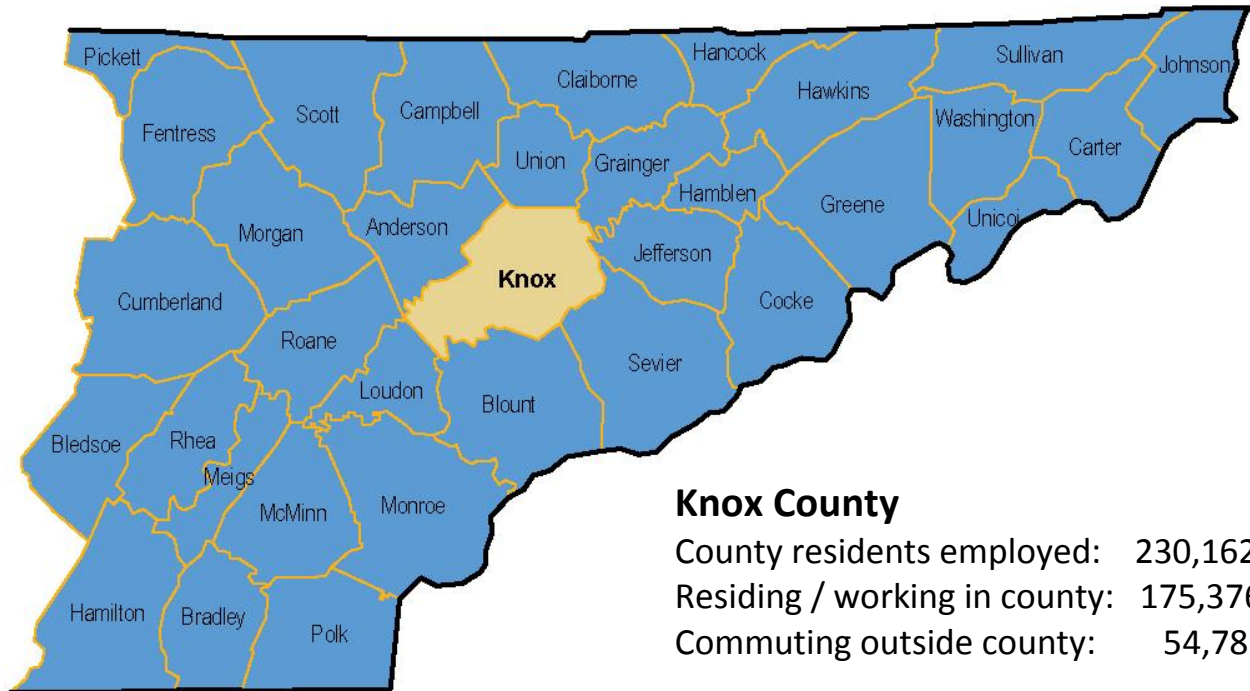 Pickett
Hancock
Sullivan
Johnson
Claiborne
Hawkins
Scott
Campbell
Fentress
Washington
Carter
Union
Grainger
Hamblen
Greene
Unicoi
Morgan
Anderson
Jefferson
Knox
Cumberland
Cocke
Roane
Sevier
Loudon
Blount
Bledsoe
Rhea
Meigs
McMinn
Monroe
Hamilton
Bradley
Polk
Knox County
County residents employed: 230,162
Residing / working in county: 175,376
Commuting outside county: 54,78